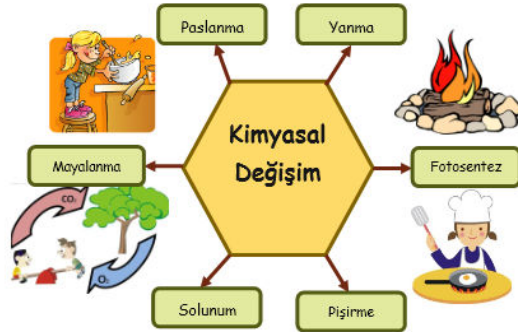 Paslanma
Yanma
Kimyasal
Değişim
Mayalanma
Fotosentez
CO₂
O₂
Solunum
Pişirme